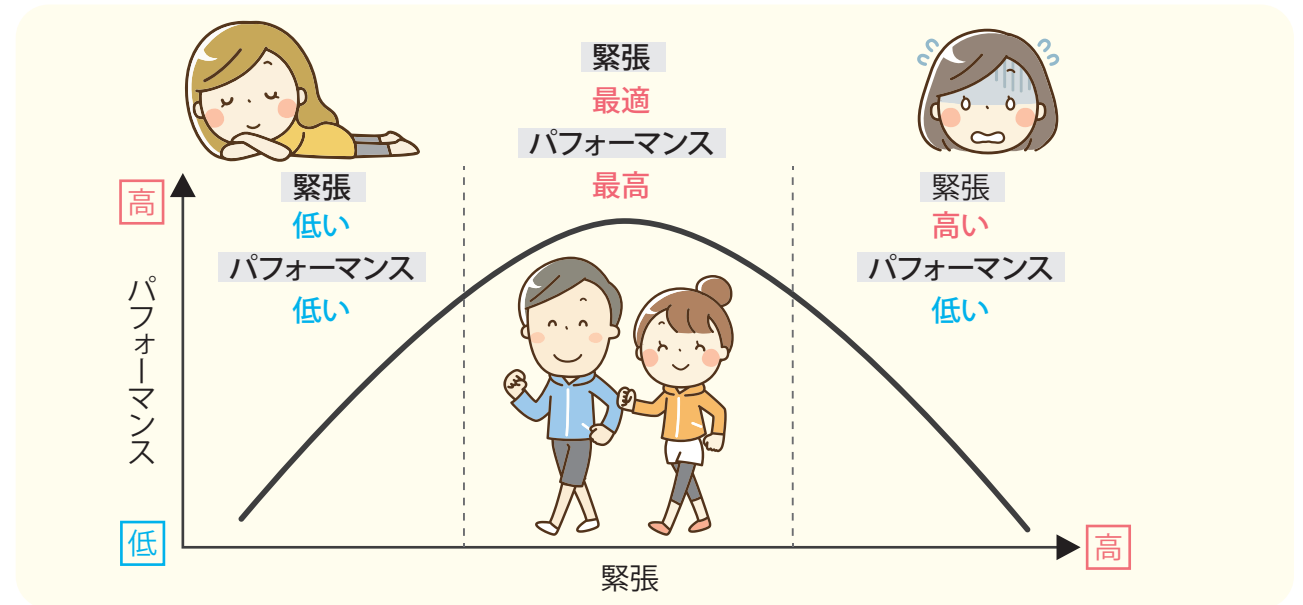 緊張
最適
パフォーマンス
最高
緊張
低い
パフォーマンス
低い
緊張
高い
パフォーマンス
低い
高
パフォーマンス
低
緊張
高